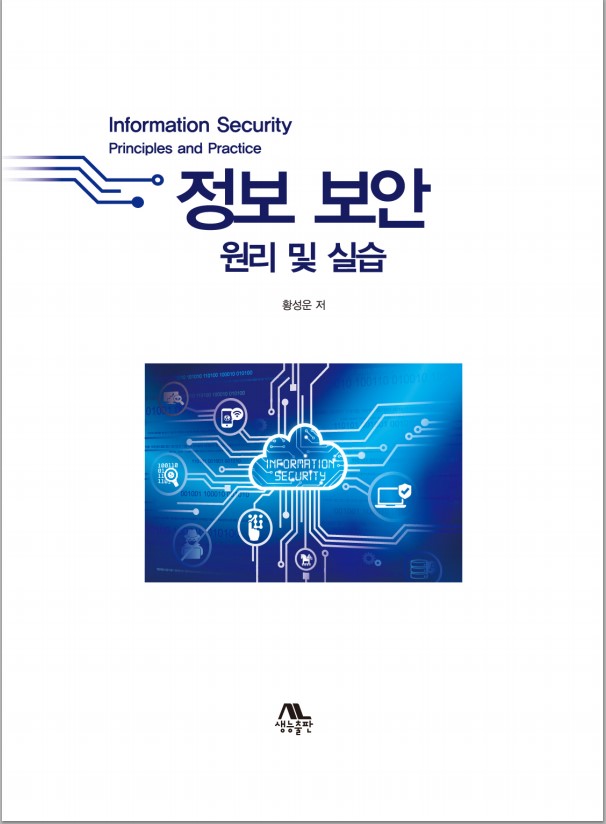 Information Security
Principles and Practice
정보 보안
원리 및 실습
황성운 저
INFORMATION
SECURITY
생능출판